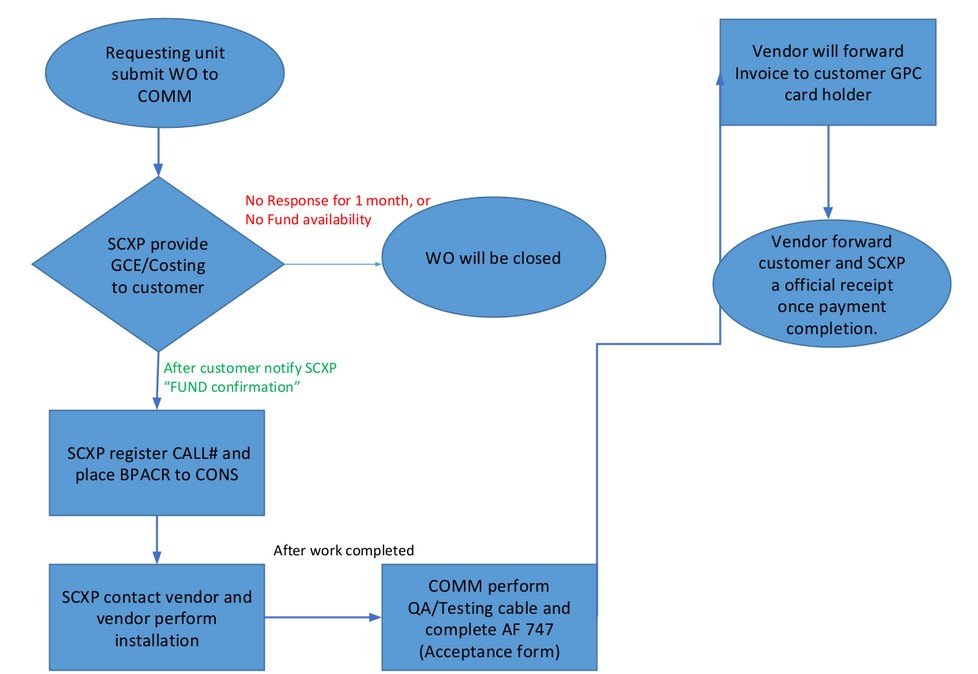 Requesting unit
submit WO to
COMM
SCXP provide
GCE/Costing
to customer
No Response for 1 month, or
No Fund availability
WO will be closed
After customer notify SCXP
“FUND confirmation”
SCXP register CALL# and
place BPACR to CONS
SCXP contact vendor and
vendor perform
installation
After work completed
COMM perform
QA/Testing cable and
complete AF 747
(Acceptance form)
Vendor will forward
Invoice to customer GPC
card holder
Vendor forward
customer and SCXP
a official receipt
once payment
completion.